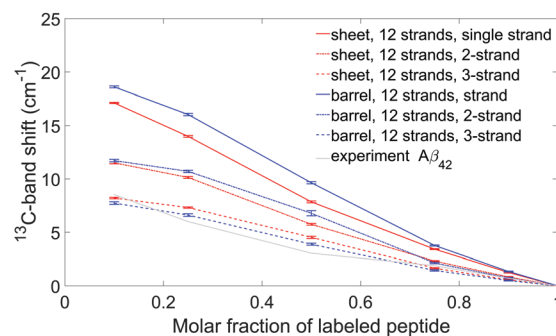 25
20
15
10
5
0
0
0.2
0.4
0.6
0.8
1
¹³C-band shift (cm⁻¹)
Molar fraction of labeled peptide
sheet, 12 strands, single strand
sheet, 12 strands, 2-strand
sheet, 12 strands, 3-strand
barrel, 12 strands, strand
barrel, 12 strands, 2-strand
barrel, 12 strands, 3-strand
experiment Aβ₄₂